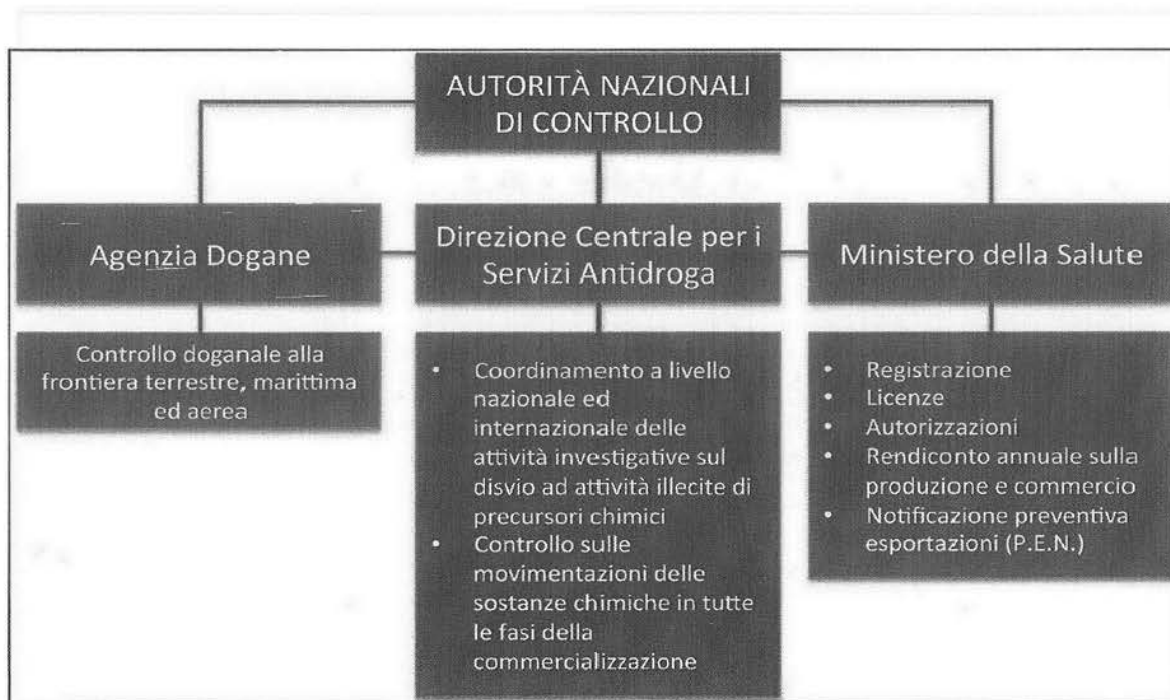 AUTORITÀ NAZIONALI
DI CONTROLLO
Agenzia Dogane
Direzione Centrale per i
Servizi Antidroga
Ministero della Salute
Controllo doganale alla
frontiera terrestre, marittima
ed aerea
• Coordinamento a livello
nazionale ed
internazionale delle
attività investigative sul
disvio ad attività illecite di
precursori chimici
• Controllo sulle
movimentazioni delle
sostanze chimiche in tutte
le fasi della
commercializzazione
• Registrazione
• Licenze
• Autorizzazioni
• Rendiconto annuale sulla
produzione e commercio
• Notificazione preventiva
esportazioni (P.E.N.)